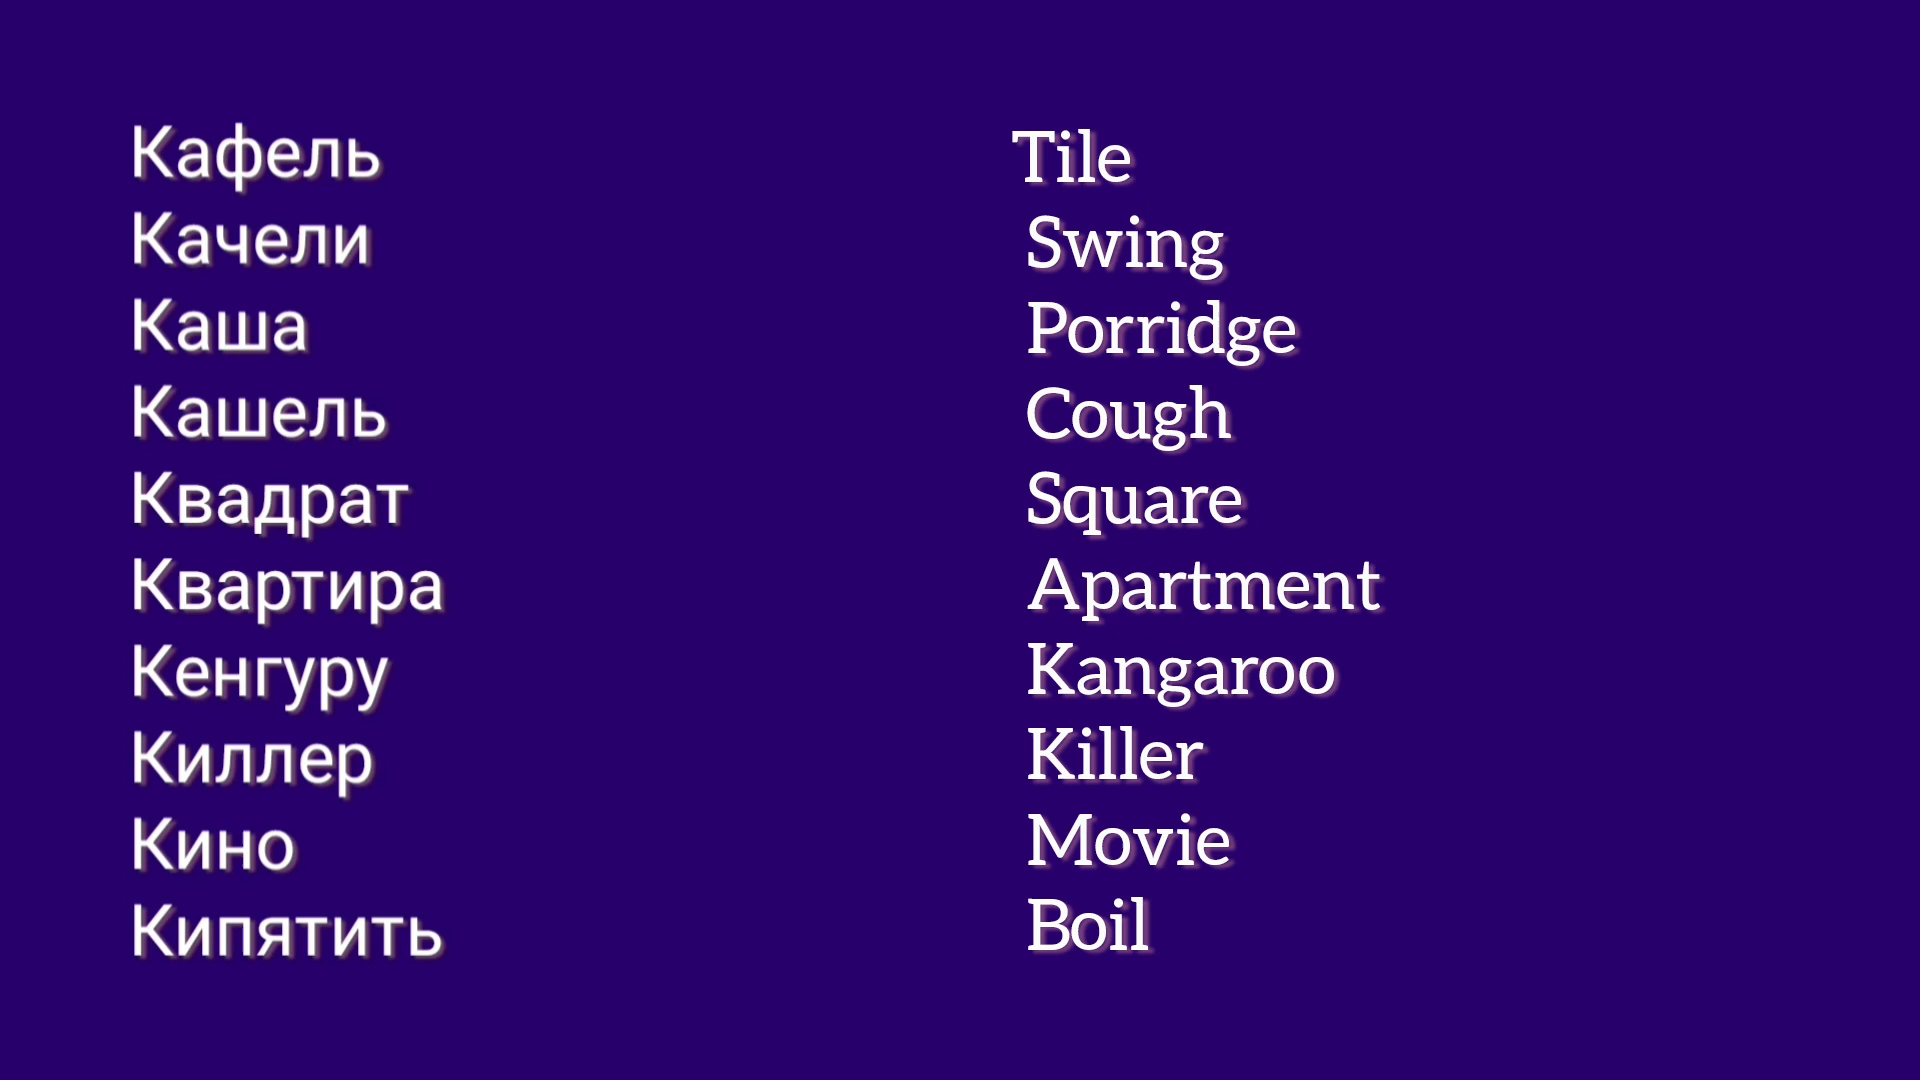 Кафель Tile
Качели Swing
Каша Porridge
Кашель Cough
Квадрат Square
Квартира Apartment
Кенгуру Kangaroo
Киллер Killer
Кино Movie
Кипятить Boil